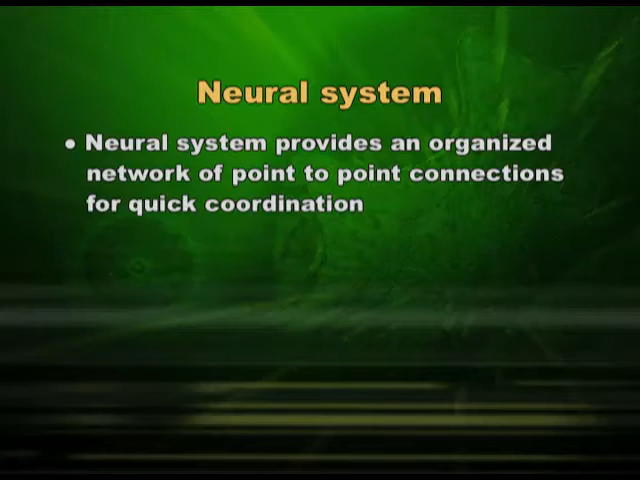 Neural system
• Neural system provides an organized
network of point to point connections
for quick coordination